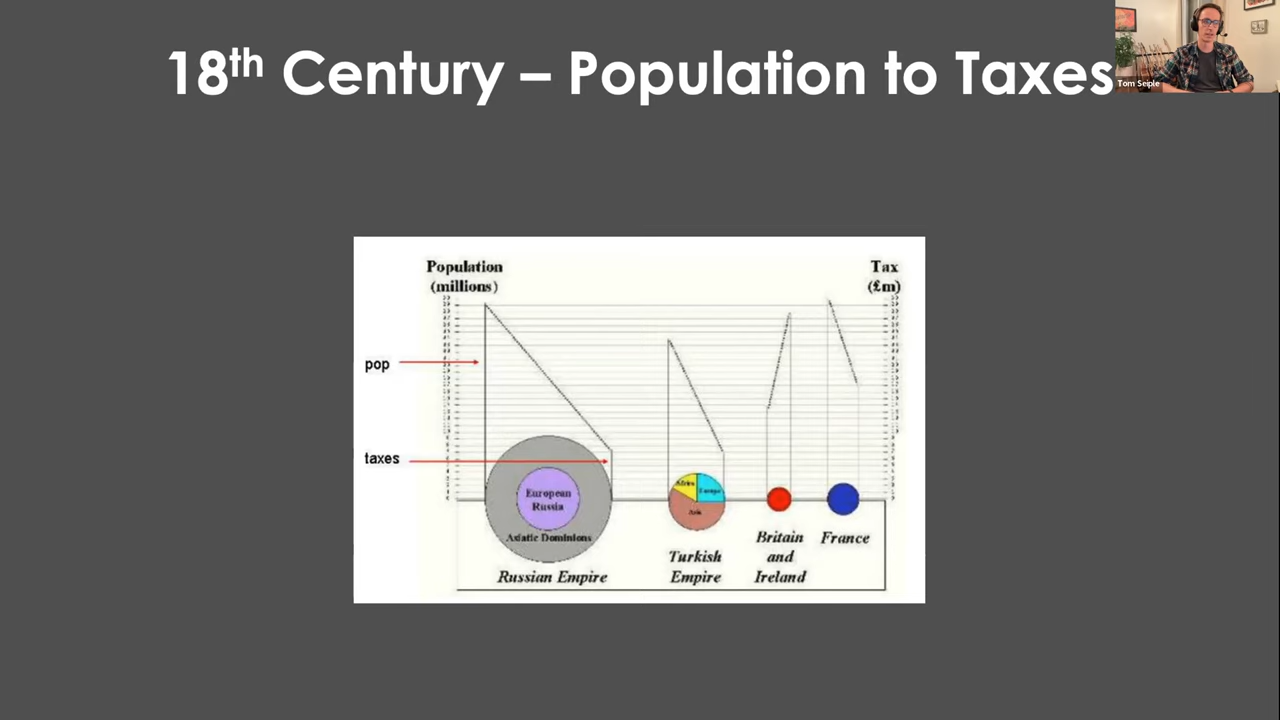 18th Century – Population to Taxes
Tom Seiple
Population
(millions)
Tax
(£m)
pop
taxes
European
Russia
Asiatic Dominions
Russian Empire
Africa
Europe
Asia
Turkish
Empire
Britain
and
Ireland
France